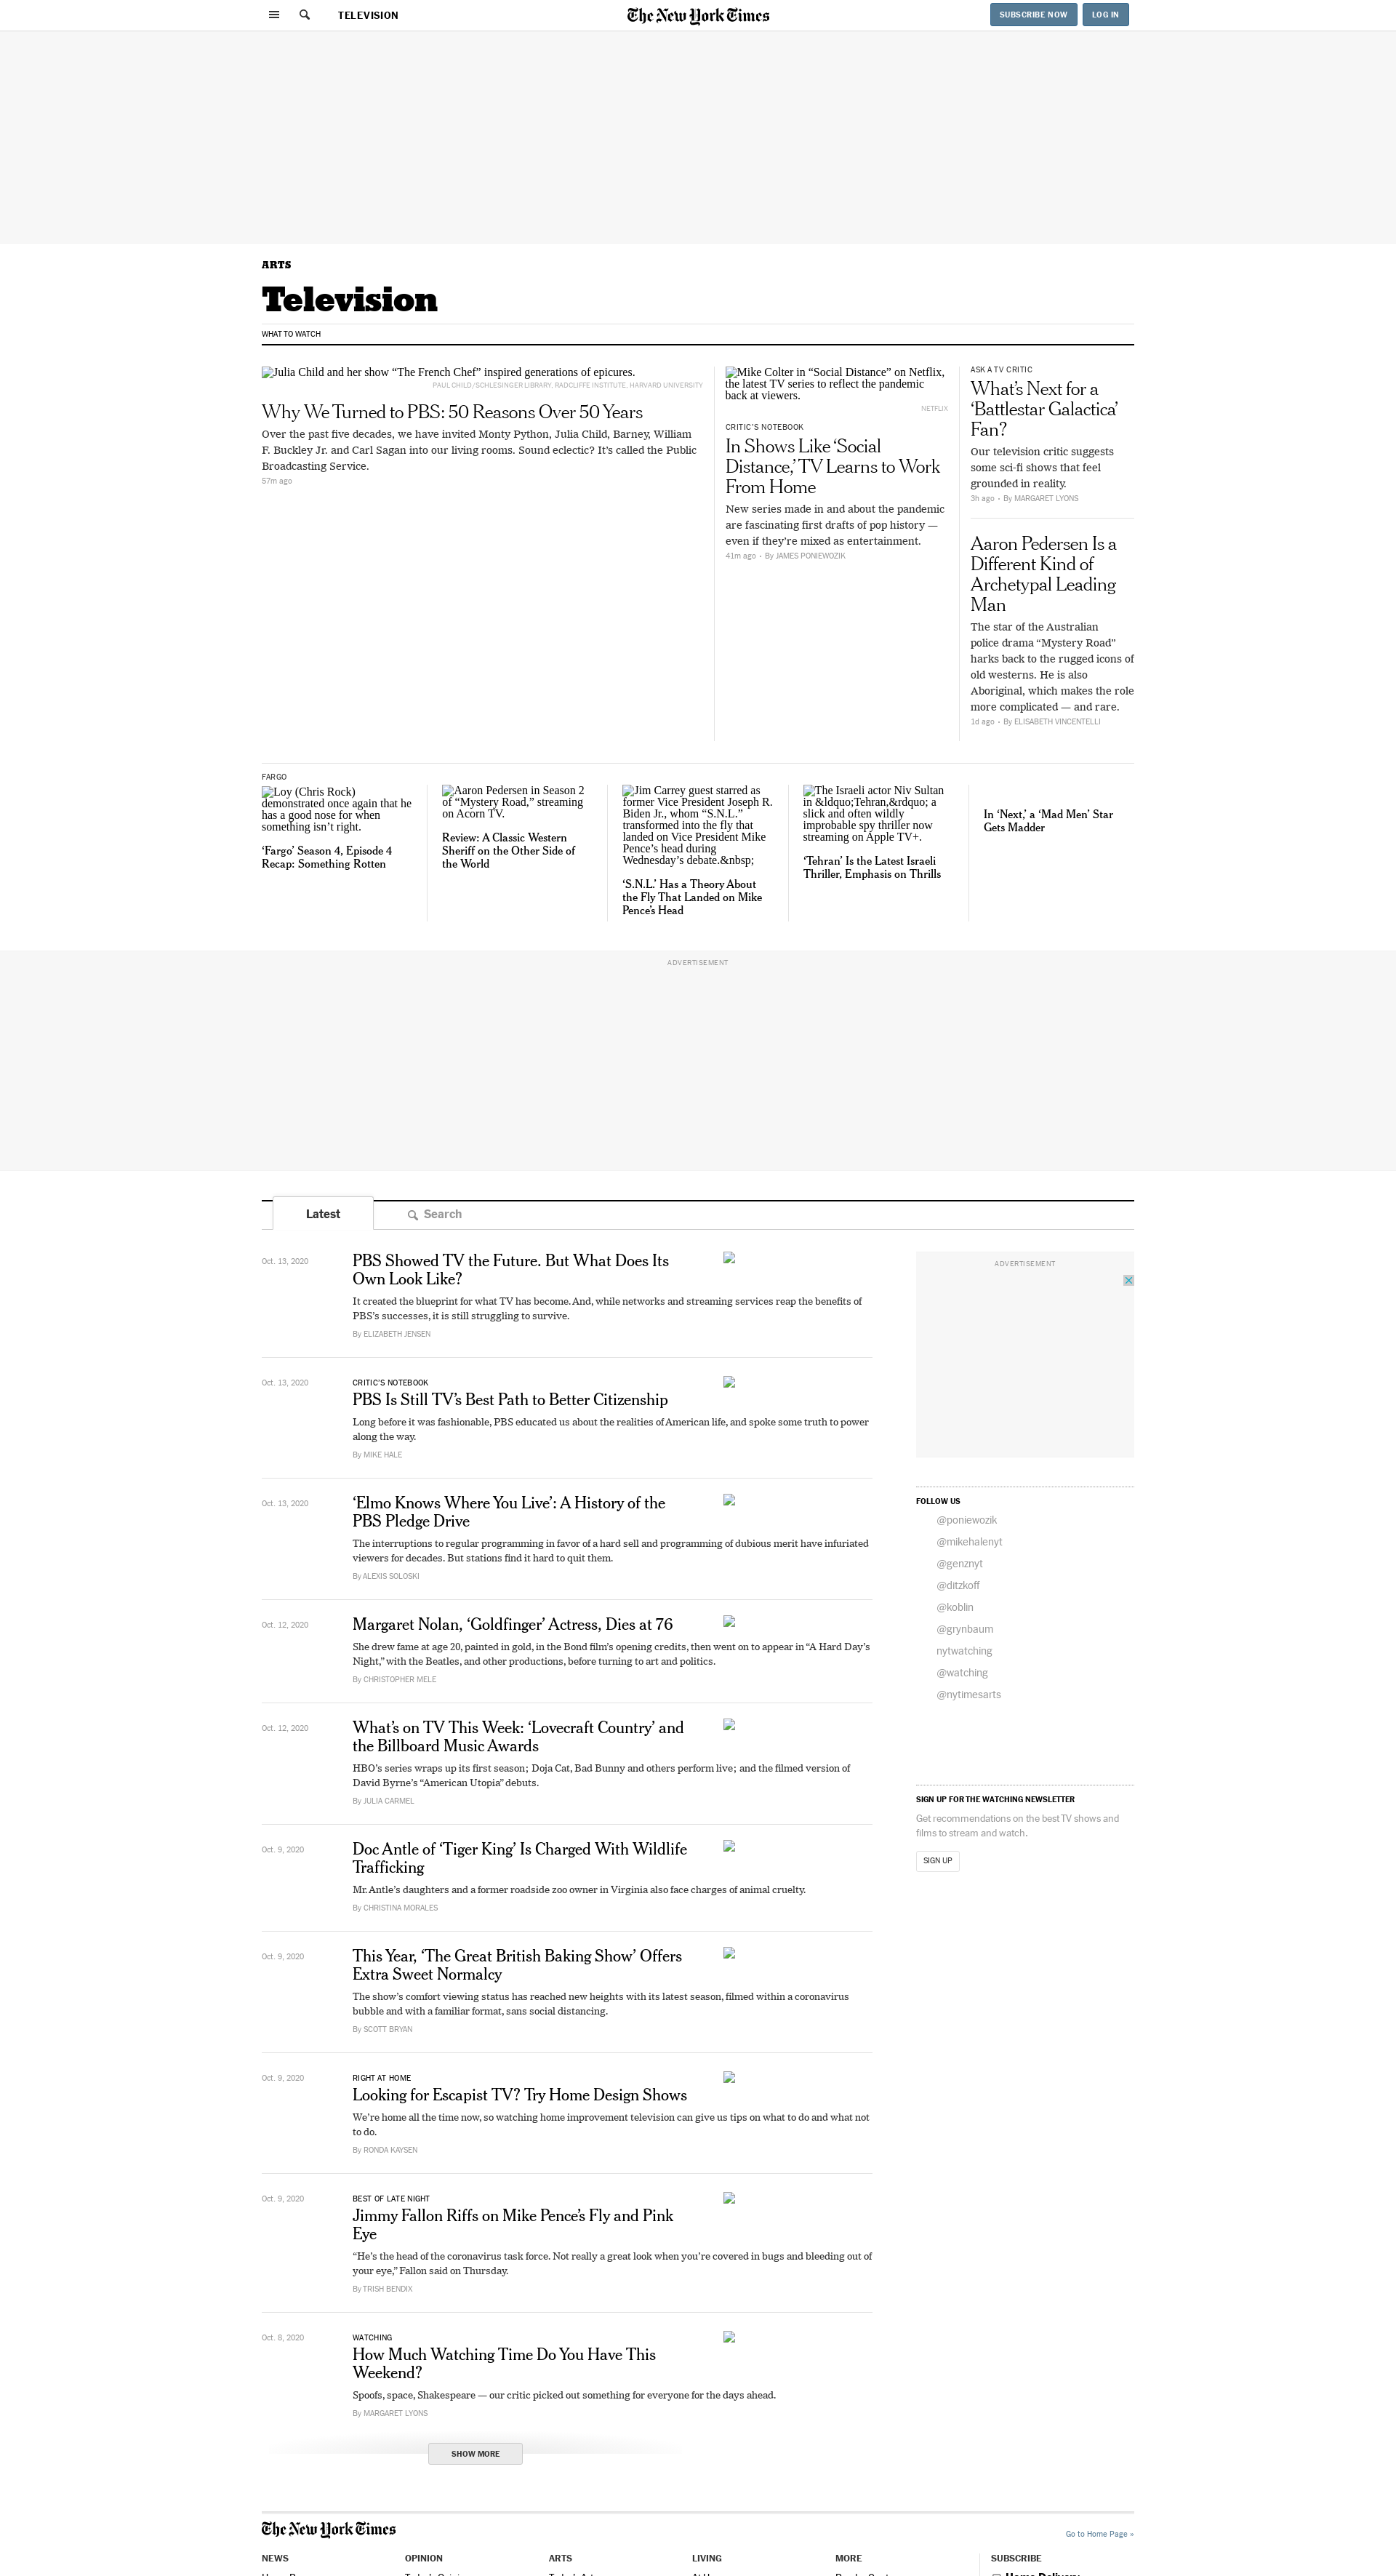 TELEVISION
The New York Times
SUBSCRIBE NOW
LOG IN
ARTS
Television
WHAT TO WATCH
Julia Child and her show “The French Chef” inspired generations of epicures.
PAUL CHILD/SCHLESINGER LIBRARY, RADCLIFFE INSTITUTE, HARVARD UNIVERSITY
Why We Turned to PBS: 50 Reasons Over 50 Years
Over the past five decades, we have invited Monty Python, Julia Child, Barney, William
F. Buckley Jr. and Carl Sagan into our living rooms. Sound eclectic? It’s called the Public
Broadcasting Service.
57m ago
Mike Colter in “Social Distance” on Netflix,
the latest TV series to reflect the pandemic
back at viewers.
NETFLIX
CRITIC’S NOTEBOOK
In Shows Like ‘Social
Distance,’ TV Learns to Work
From Home
New series made in and about the pandemic
are fascinating first drafts of pop history —
even if they’re mixed as entertainment.
41m ago • By JAMES PONIEWOZIK
ASK A TV CRITIC
What’s Next for a
‘Battlestar Galactica’
Fan?
Our television critic suggests
some sci-fi shows that feel
grounded in reality.
3h ago • By MARGARET LYONS
Aaron Pedersen Is a
Different Kind of
Archetypal Leading
Man
The star of the Australian
police drama “Mystery Road”
harks back to the rugged icons of
old westerns. He is also
Aboriginal, which makes the role
more complicated — and rare.
1d ago • By ELISABETH VINCENTELLI
FARGO
Loy (Chris Rock)
demonstrated once again that he
has a good nose for when
something isn’t right.
‘Fargo’ Season 4, Episode 4
Recap: Something Rotten
Aaron Pedersen in Season 2
of “Mystery Road,” streaming
on Acorn TV.
Review: A Classic Western
Sheriff on the Other Side of
the World
Jim Carrey guest starred as
former Vice President Joseph R.
Biden Jr., whom “S.N.L.”
transformed into the fly that
landed on Vice President Mike
Pence’s head during
Wednesday’s debate.&nbsp;
‘S.N.L.’ Has a Theory About
the Fly That Landed on Mike
Pence’s Head
The Israeli actor Niv Sultan
in &ldquo;Tehran,&rdquo; a
slick and often wildly
improbable spy thriller now
streaming on Apple TV+.
‘Tehran’ Is the Latest Israeli
Thriller, Emphasis on Thrills
In ‘Next,’ a ‘Mad Men’ Star
Gets Madder
ADVERTISEMENT
Latest
Search
Oct. 13, 2020
PBS Showed TV the Future. But What Does Its
Own Look Like?
It created the blueprint for what TV has become. And, while networks and streaming services reap the benefits of
PBS’s successes, it is still struggling to survive.
By ELIZABETH JENSEN
Oct. 13, 2020
CRITIC’S NOTEBOOK
PBS Is Still TV’s Best Path to Better Citizenship
Long before it was fashionable, PBS educated us about the realities of American life, and spoke some truth to power
along the way.
By MIKE HALE
Oct. 13, 2020
‘Elmo Knows Where You Live’: A History of the
PBS Pledge Drive
The interruptions to regular programming in favor of a hard sell and programming of dubious merit have infuriated
viewers for decades. But stations find it hard to quit them.
By ALEXIS SOLOSKI
Oct. 12, 2020
Margaret Nolan, ‘Goldfinger’ Actress, Dies at 76
She drew fame at age 20, painted in gold, in the Bond film’s opening credits, then went on to appear in “A Hard Day’s
Night,” with the Beatles, and other productions, before turning to art and politics.
By CHRISTOPHER MELE
Oct. 12, 2020
What’s on TV This Week: ‘Lovecraft Country’ and
the Billboard Music Awards
HBO’s series wraps up its first season; Doja Cat, Bad Bunny and others perform live; and the filmed version of
David Byrne’s “American Utopia” debuts.
By JULIA CARMEL
Oct. 9, 2020
Doc Antle of ‘Tiger King’ Is Charged With Wildlife
Trafficking
Mr. Antle’s daughters and a former roadside zoo owner in Virginia also face charges of animal cruelty.
By CHRISTINA MORALES
Oct. 9, 2020
This Year, ‘The Great British Baking Show’ Offers
Extra Sweet Normalcy
The show’s comfort viewing status has reached new heights with its latest season, filmed within a coronavirus
bubble and with a familiar format, sans social distancing.
By SCOTT BRYAN
Oct. 9, 2020
RIGHT AT HOME
Looking for Escapist TV? Try Home Design Shows
We’re home all the time now, so watching home improvement television can give us tips on what to do and what not
to do.
By RONDA KAYSEN
Oct. 9, 2020
BEST OF LATE NIGHT
Jimmy Fallon Riffs on Mike Pence’s Fly and Pink
Eye
“He’s the head of the coronavirus task force. Not really a great look when you’re covered in bugs and bleeding out of
your eye,” Fallon said on Thursday.
By TRISH BENDIX
Oct. 8, 2020
WATCHING
How Much Watching Time Do You Have This
Weekend?
Spoofs, space, Shakespeare — our critic picked out something for everyone for the days ahead.
By MARGARET LYONS
SHOW MORE
ADVERTISEMENT
FOLLOW US
@poniewozik
@mikehalenyt
@genznyt
@ditzkoff
@koblin
@grynbaum
nytwatching
@watching
@nytimesarts
SIGN UP FOR THE WATCHING NEWSLETTER
Get recommendations on the best TV shows and
films to stream and watch.
SIGN UP
The New York Times
Go to Home Page »
NEWS
OPINION
ARTS
LIVING
MORE
SUBSCRIBE